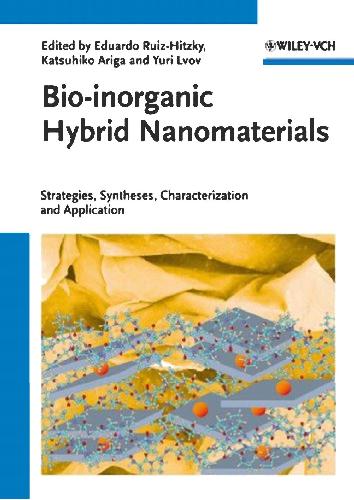 Edited by Eduardo Ruiz-Hitzky,
Katsuhiko Ariga and Yuri Lvov
WILEY-VCH
Bio-inorganic
Hybrid Nanomaterials
Strategies, Syntheses, Characterization
and Application